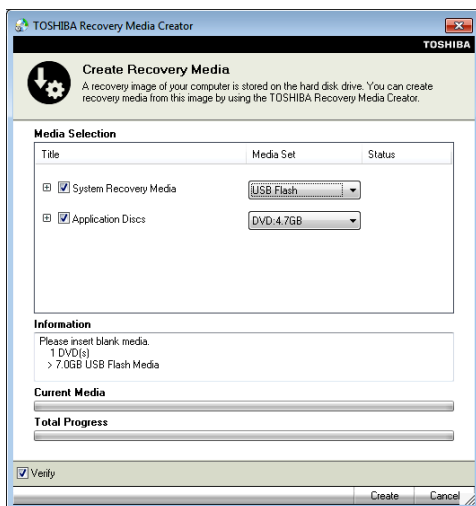 TOSHIBA Recovery Media Creator
TOSHIBA
Create Recovery Media
A recovery image of your computer is stored on the hard disk drive. You can create
recovery media from this image by using the TOSHIBA Recovery Media Creator.
Media Selection
Title Media Set Status
System Recovery Media USB Flash
Application Discs DVD:4.7GB
Information
Please insert blank media.
1 DVD(s)
> 7.0GB USB Flash Media
Current Media
Total Progress
Verify
Create Cancel